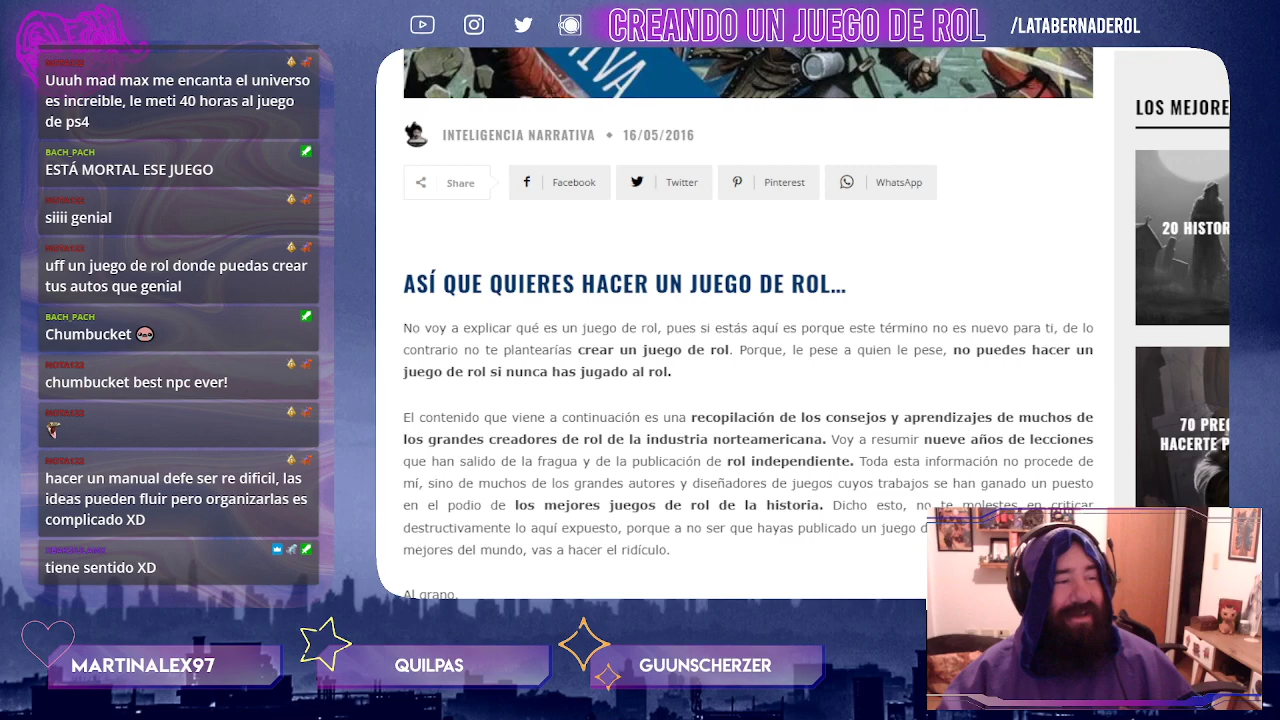 CREANDO UN JUEGO DE ROL
/LATABERNADEROL
Uuuh mad max me encanta el universo
es increible, le meti 40 horas al juego
de ps4
BACH_PACH
ESTÁ MORTAL ESE JUEGO
siiii genial
uff un juego de rol donde puedas crear
tus autos que genial
BACH_PACH
Chumbucket
chumbucket best npc ever!
hacer un manual defe ser re dificil, las
ideas pueden fluir pero organizarlas es
complicado XD
tiene sentido XD
IVA
INTELIGENCIA NARRATIVA ◆ 16/05/2016
Share
Facebook
Twitter
Pinterest
WhatsApp
ASÍ QUE QUIERES HACER UN JUEGO DE ROL…
No voy a explicar qué es un juego de rol, pues si estás aquí es porque este término no es nuevo para ti, de lo
contrario no te plantearías crear un juego de rol. Porque, le pese a quien le pese, no puedes hacer un
juego de rol si nunca has jugado al rol.
El contenido que viene a continuación es una recopilación de los consejos y aprendizajes de muchos de
los grandes creadores de rol de la industria norteamericana. Voy a resumir nueve años de lecciones
que han salido de la fragua y de la publicación de rol independiente. Toda esta información no procede de
mí, sino de muchos de los grandes autores y diseñadores de juegos cuyos trabajos se han ganado un puesto
en el podio de los mejores juegos de rol de la historia. Dicho esto, no te molestes en criticar
destructivamente lo aquí expuesto, porque a no ser que hayas publicado un juego d
mejores del mundo, vas a hacer el ridículo.
Al grano.
LOS MEJORE
20 HISTOR
70 PRE
HACERTE P
MARTINALEX97
QUILPAS
GUUNSCHERZER